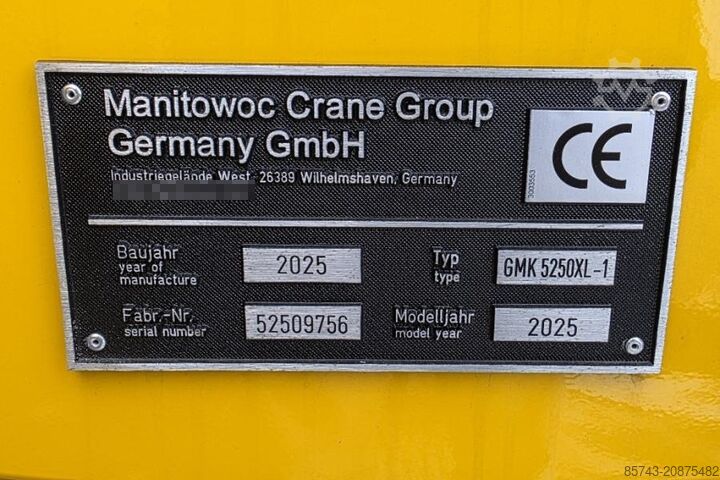 Manitowoc Crane Group
Germany GmbH
Industriegelände West 26389 Wilhelmshaven, Germany
CE
3003553
Baujahr
year of
manufacture
2025
Typ
type
GMK 5250XL-1
Fabr.-Nr.
serial number
52509756
Modelljahr
model year
2025
85743-20875482